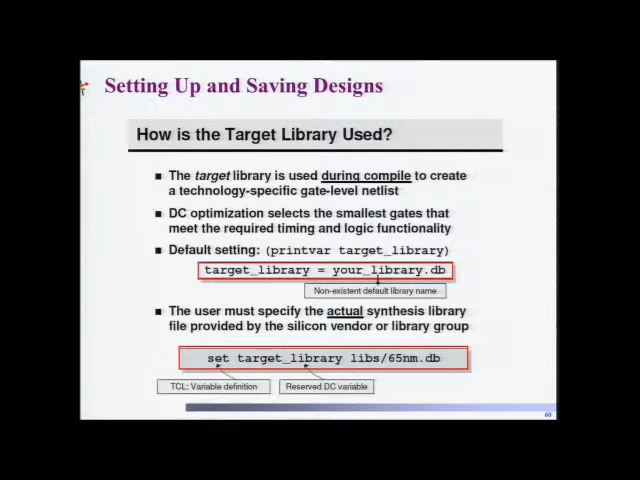 Setting Up and Saving Designs
How is the Target Library Used?
■ The target library is used during compile to create
a technology-specific gate-level netlist
■ DC optimization selects the smallest gates that
meet the required timing and logic functionality
■ Default setting: (printvar target_library)
target_library = your_library.db
Non-existent default library name
■ The user must specify the actual synthesis library
file provided by the silicon vendor or library group
set target_library libs/65nm.db
TCL: Variable definition
Reserved DC variable
60